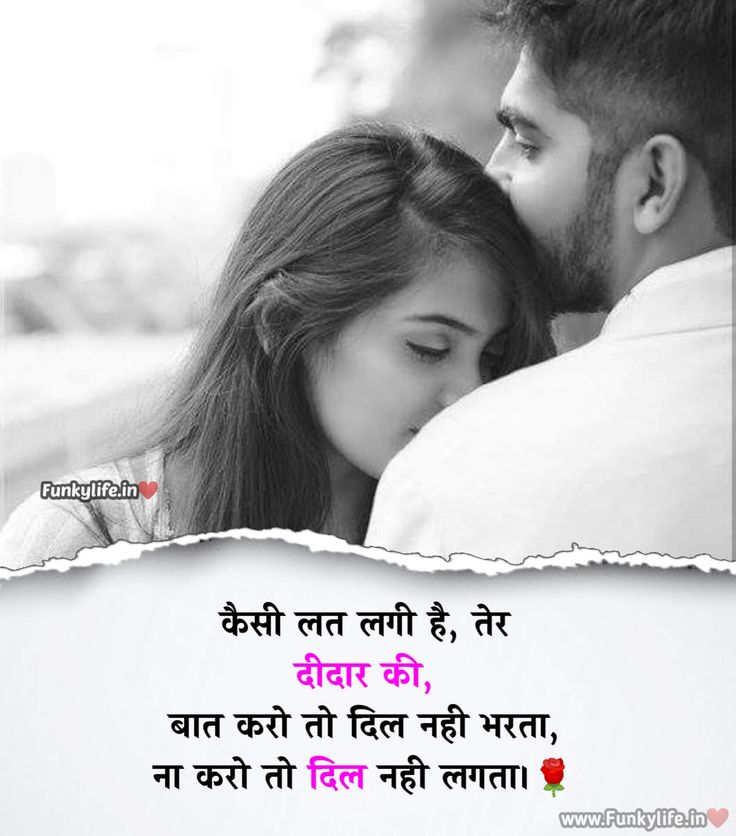 Funkylife.in
कैसी लत लगी है, तेर
दीदार की,
बात करो तो दिल नही भरता,
ना करो तो दिल नही लगता।🌹
www.Funkylife.in